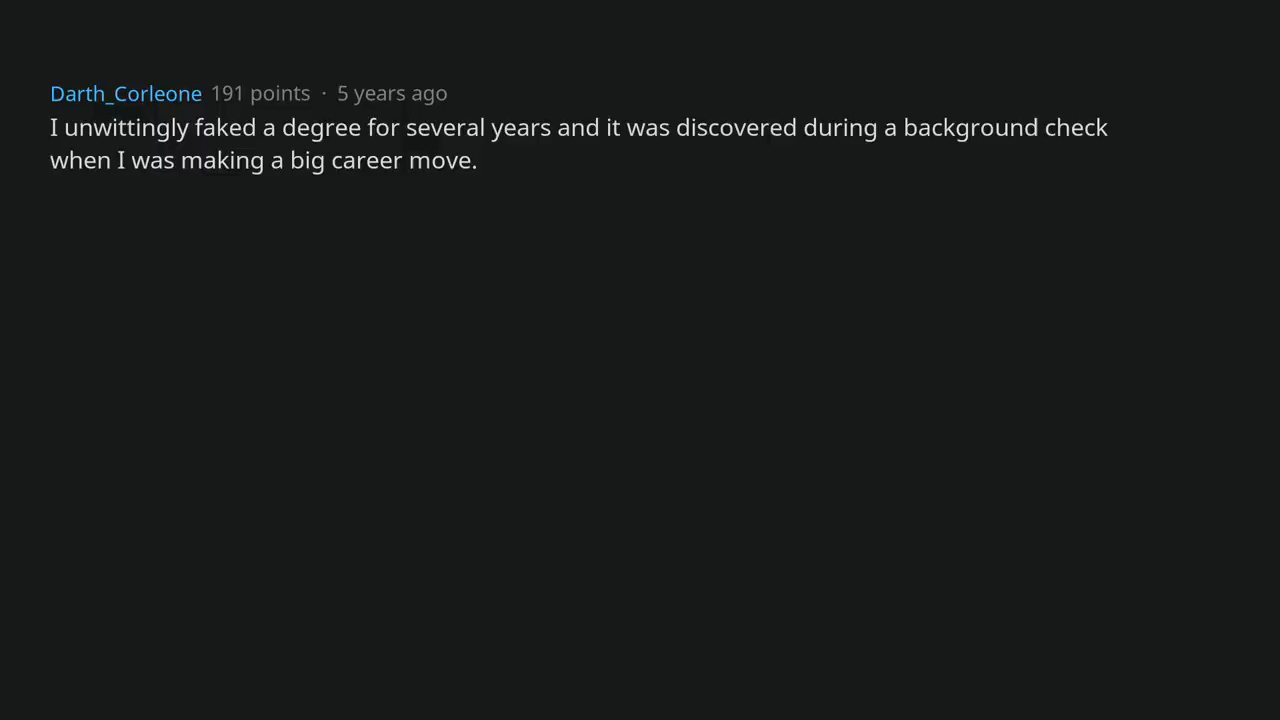 Darth_Corleone 191 points · 5 years ago
I unwittingly faked a degree for several years and it was discovered during a background check
when I was making a big career move.